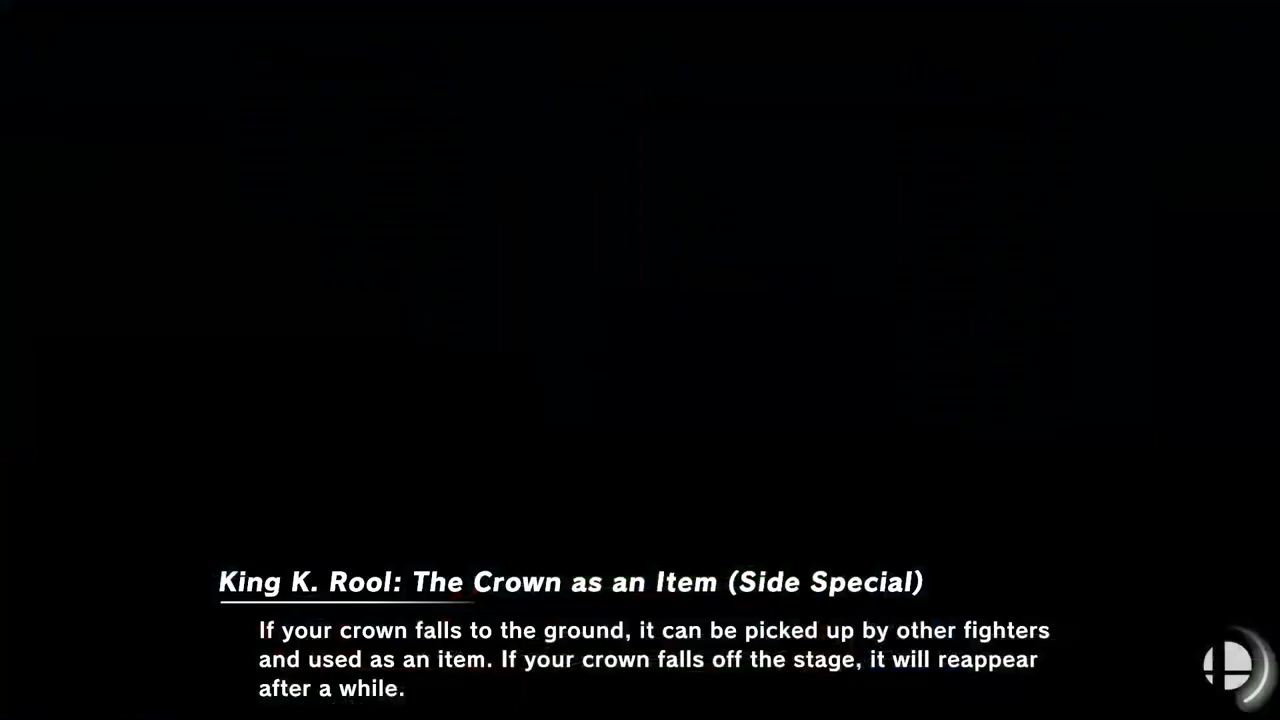 King K. Rool: The Crown as an Item (Side Special)
If your crown falls to the ground, it can be picked up by other fighters
and used as an item. If your crown falls off the stage, it will reappear
after a while.